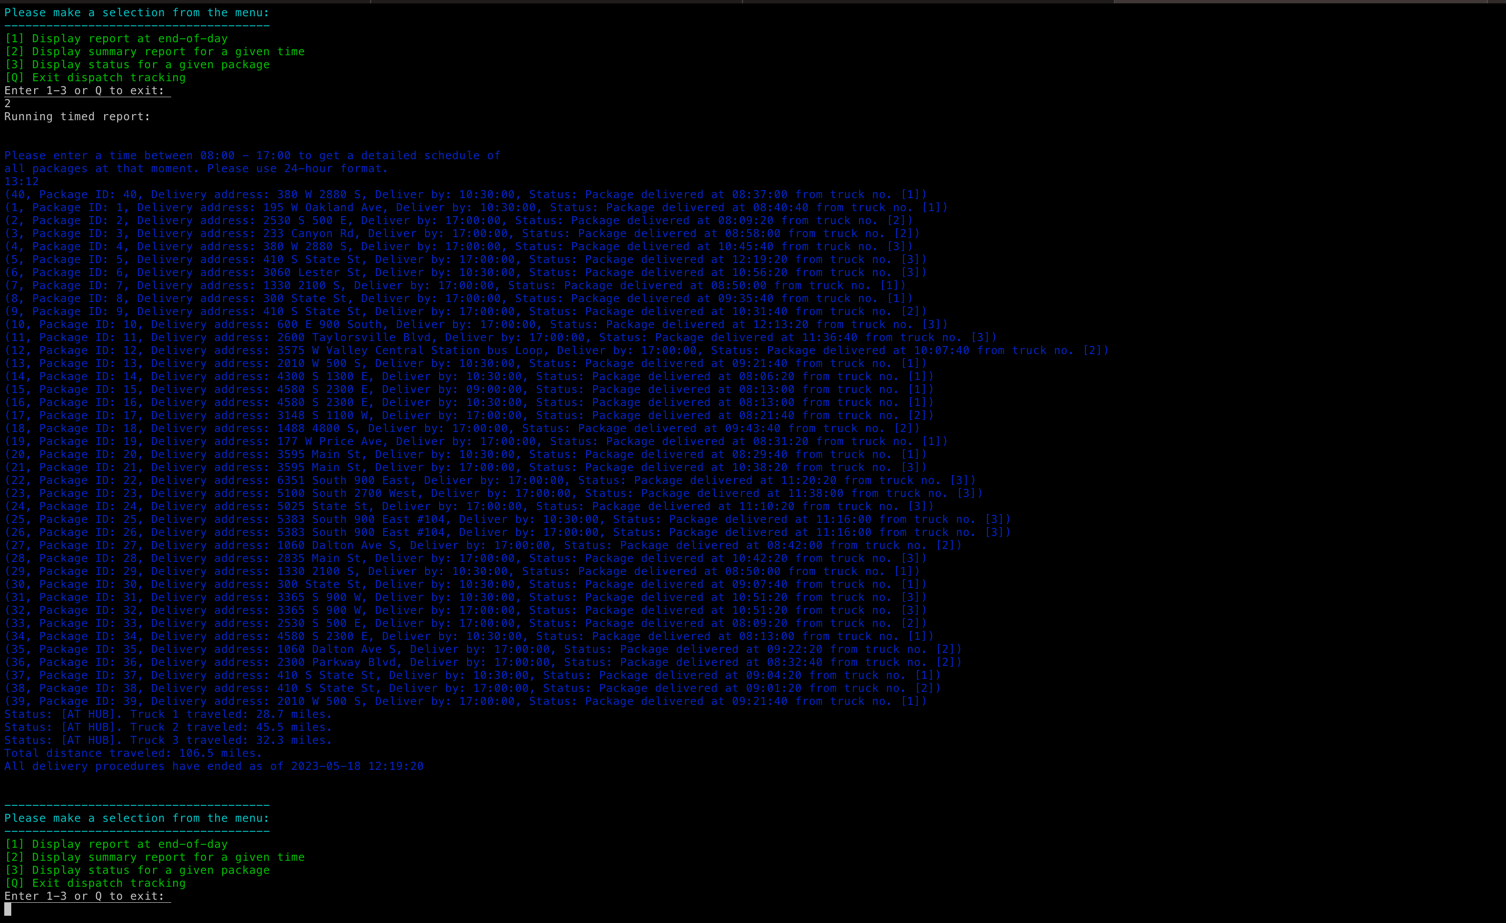 Please make a selection from the menu:
--------------------------------------
[1] Display report at end-of-day
[2] Display summary report for a given time
[3] Display status for a given package
[Q] Exit dispatch tracking
Enter 1-3 or Q to exit:
2
Running timed report:
Please enter a time between 08:00 - 17:00 to get a detailed schedule of
all packages at that moment. Please use 24-hour format.
13:12
(40, Package ID: 40, Delivery address: 380 W 2880 S, Deliver by: 10:30:00, Status: Package delivered at 08:37:00 from truck no. [1])
(1, Package ID: 1, Delivery address: 195 W Oakland Ave, Deliver by: 10:30:00, Status: Package delivered at 08:40:40 from truck no. [1])
(2, Package ID: 2, Delivery address: 2530 S 500 E, Deliver by: 17:00:00, Status: Package delivered at 08:09:20 from truck no. [2])
(3, Package ID: 3, Delivery address: 233 Canyon Rd, Deliver by: 17:00:00, Status: Package delivered at 08:58:00 from truck no. [2])
(4, Package ID: 4, Delivery address: 380 W 2880 S, Deliver by: 17:00:00, Status: Package delivered at 10:45:40 from truck no. [3])
(5, Package ID: 5, Delivery address: 410 S State St, Deliver by: 17:00:00, Status: Package delivered at 12:19:20 from truck no. [3])
(6, Package ID: 6, Delivery address: 3060 Lester St, Deliver by: 10:30:00, Status: Package delivered at 10:56:20 from truck no. [3])
(7, Package ID: 7, Delivery address: 1330 2100 S, Deliver by: 17:00:00, Status: Package delivered at 08:50:00 from truck no. [1])
(8, Package ID: 8, Delivery address: 300 State St, Deliver by: 17:00:00, Status: Package delivered at 09:35:40 from truck no. [1])
(9, Package ID: 9, Delivery address: 410 S State St, Deliver by: 17:00:00, Status: Package delivered at 10:31:40 from truck no. [2])
(10, Package ID: 10, Delivery address: 600 E 900 South, Deliver by: 17:00:00, Status: Package delivered at 12:13:20 from truck no. [3])
(11, Package ID: 11, Delivery address: 2600 Taylorsville Blvd, Deliver by: 17:00:00, Status: Package delivered at 11:36:40 from truck no. [3])
(12, Package ID: 12, Delivery address: 3575 W Valley Central Station bus Loop, Deliver by: 17:00:00, Status: Package delivered at 10:07:40 from truck no. [2])
(13, Package ID: 13, Delivery address: 2010 W 500 S, Deliver by: 10:30:00, Status: Package delivered at 09:21:40 from truck no. [1])
(14, Package ID: 14, Delivery address: 4300 S 1300 E, Deliver by: 10:30:00, Status: Package delivered at 08:06:20 from truck no. [1])
(15, Package ID: 15, Delivery address: 4580 S 2300 E, Deliver by: 09:00:00, Status: Package delivered at 08:13:00 from truck no. [1])
(16, Package ID: 16, Delivery address: 4580 S 2300 E, Deliver by: 10:30:00, Status: Package delivered at 08:13:00 from truck no. [1])
(17, Package ID: 17, Delivery address: 3148 S 1100 W, Deliver by: 17:00:00, Status: Package delivered at 08:21:40 from truck no. [2])
(18, Package ID: 18, Delivery address: 1488 4800 S, Deliver by: 17:00:00, Status: Package delivered at 09:43:40 from truck no. [2])
(19, Package ID: 19, Delivery address: 177 W Price Ave, Deliver by: 17:00:00, Status: Package delivered at 08:31:20 from truck no. [1])
(20, Package ID: 20, Delivery address: 3595 Main St, Deliver by: 10:30:00, Status: Package delivered at 08:29:40 from truck no. [1])
(21, Package ID: 21, Delivery address: 3595 Main St, Deliver by: 17:00:00, Status: Package delivered at 10:38:20 from truck no. [3])
(22, Package ID: 22, Delivery address: 6351 South 900 East, Deliver by: 17:00:00, Status: Package delivered at 11:20:20 from truck no. [3])
(23, Package ID: 23, Delivery address: 5100 South 2700 West, Deliver by: 17:00:00, Status: Package delivered at 11:38:00 from truck no. [3])
(24, Package ID: 24, Delivery address: 5025 State St, Deliver by: 17:00:00, Status: Package delivered at 11:10:20 from truck no. [3])
(25, Package ID: 25, Delivery address: 5383 South 900 East #104, Deliver by: 10:30:00, Status: Package delivered at 11:16:00 from truck no. [3])
(26, Package ID: 26, Delivery address: 5383 South 900 East #104, Deliver by: 17:00:00, Status: Package delivered at 11:16:00 from truck no. [3])
(27, Package ID: 27, Delivery address: 1060 Dalton Ave S, Deliver by: 17:00:00, Status: Package delivered at 08:42:00 from truck no. [2])
(28, Package ID: 28, Delivery address: 2835 Main St, Deliver by: 17:00:00, Status: Package delivered at 10:42:20 from truck no. [3])
(29, Package ID: 29, Delivery address: 1330 2100 S, Deliver by: 10:30:00, Status: Package delivered at 08:50:00 from truck no. [1])
(30, Package ID: 30, Delivery address: 300 State St, Deliver by: 10:30:00, Status: Package delivered at 09:07:40 from truck no. [1])
(31, Package ID: 31, Delivery address: 3365 S 900 W, Deliver by: 10:30:00, Status: Package delivered at 10:51:20 from truck no. [3])
(32, Package ID: 32, Delivery address: 3365 S 900 W, Deliver by: 17:00:00, Status: Package delivered at 10:51:20 from truck no. [3])
(33, Package ID: 33, Delivery address: 2530 S 500 E, Deliver by: 17:00:00, Status: Package delivered at 08:09:20 from truck no. [2])
(34, Package ID: 34, Delivery address: 4580 S 2300 E, Deliver by: 10:30:00, Status: Package delivered at 08:13:00 from truck no. [1])
(35, Package ID: 35, Delivery address: 1060 Dalton Ave S, Deliver by: 17:00:00, Status: Package delivered at 09:22:20 from truck no. [2])
(36, Package ID: 36, Delivery address: 2300 Parkway Blvd, Deliver by: 17:00:00, Status: Package delivered at 08:32:40 from truck no. [2])
(37, Package ID: 37, Delivery address: 410 S State St, Deliver by: 10:30:00, Status: Package delivered at 09:04:20 from truck no. [1])
(38, Package ID: 38, Delivery address: 410 S State St, Deliver by: 17:00:00, Status: Package delivered at 09:01:20 from truck no. [2])
(39, Package ID: 39, Delivery address: 2010 W 500 S, Deliver by: 17:00:00, Status: Package delivered at 09:21:40 from truck no. [1])
Status: [AT HUB]. Truck 1 traveled: 28.7 miles.
Status: [AT HUB]. Truck 2 traveled: 45.5 miles.
Status: [AT HUB]. Truck 3 traveled: 32.3 miles.
Total distance traveled: 106.5 miles.
All delivery procedures have ended as of 2023-05-18 12:19:20
--------------------------------------
Please make a selection from the menu:
--------------------------------------
[1] Display report at end-of-day
[2] Display summary report for a given time
[3] Display status for a given package
[Q] Exit dispatch tracking
Enter 1-3 or Q to exit: